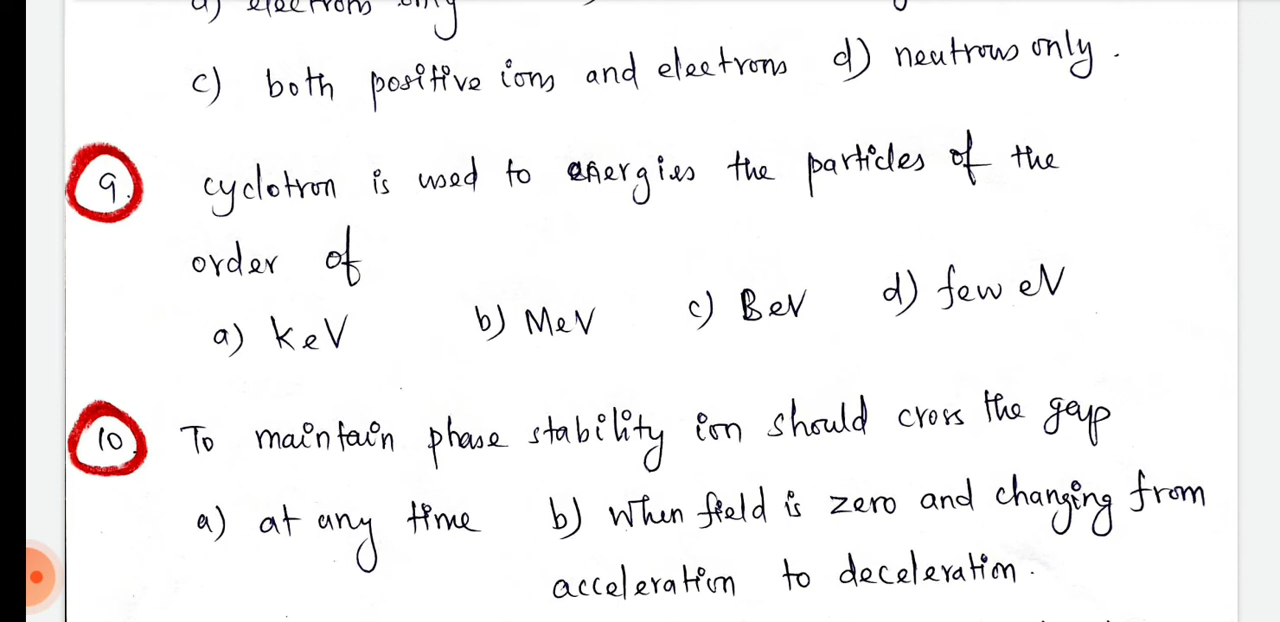 c) both positive ions and electrons d) neutrons only.
9. cyclotron is used to energies the particles of the
order of
a) keV b) MeV c) BeV d) few eV
10. To maintain phase stability ion should cross the gap
a) at any time b) When field is zero and changing from
acceleration to deceleration.